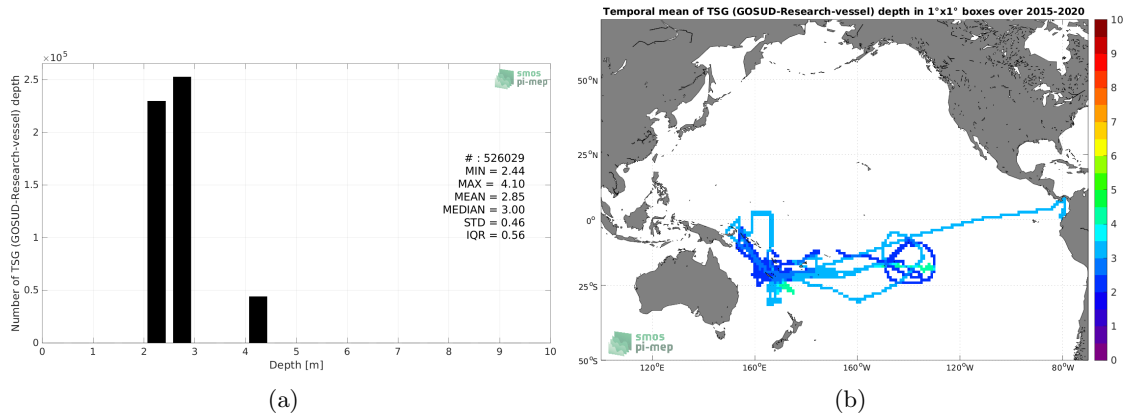 ×10⁵
2.5
2
1.5
1
0.5
0
Number of TSG (GOSUD-Research-vessel) depth
smos
pi-mep
# : 526029
MIN = 2.44
MAX = 4.10
MEAN = 2.85
MEDIAN = 3.00
STD = 0.46
IQR = 0.56
0 1 2 3 4 5 6 7 8 9 10
Depth [m]
(a)
Temporal mean of TSG (GOSUD-Research-vessel) depth in 1°x1° boxes over 2015-2020
50°N
25°N
0°
25°S
50°S
smos
pi-mep
120°E 160°E 160°W 120°W 80°W
10
9
8
7
6
5
4
3
2
1
0
(b)